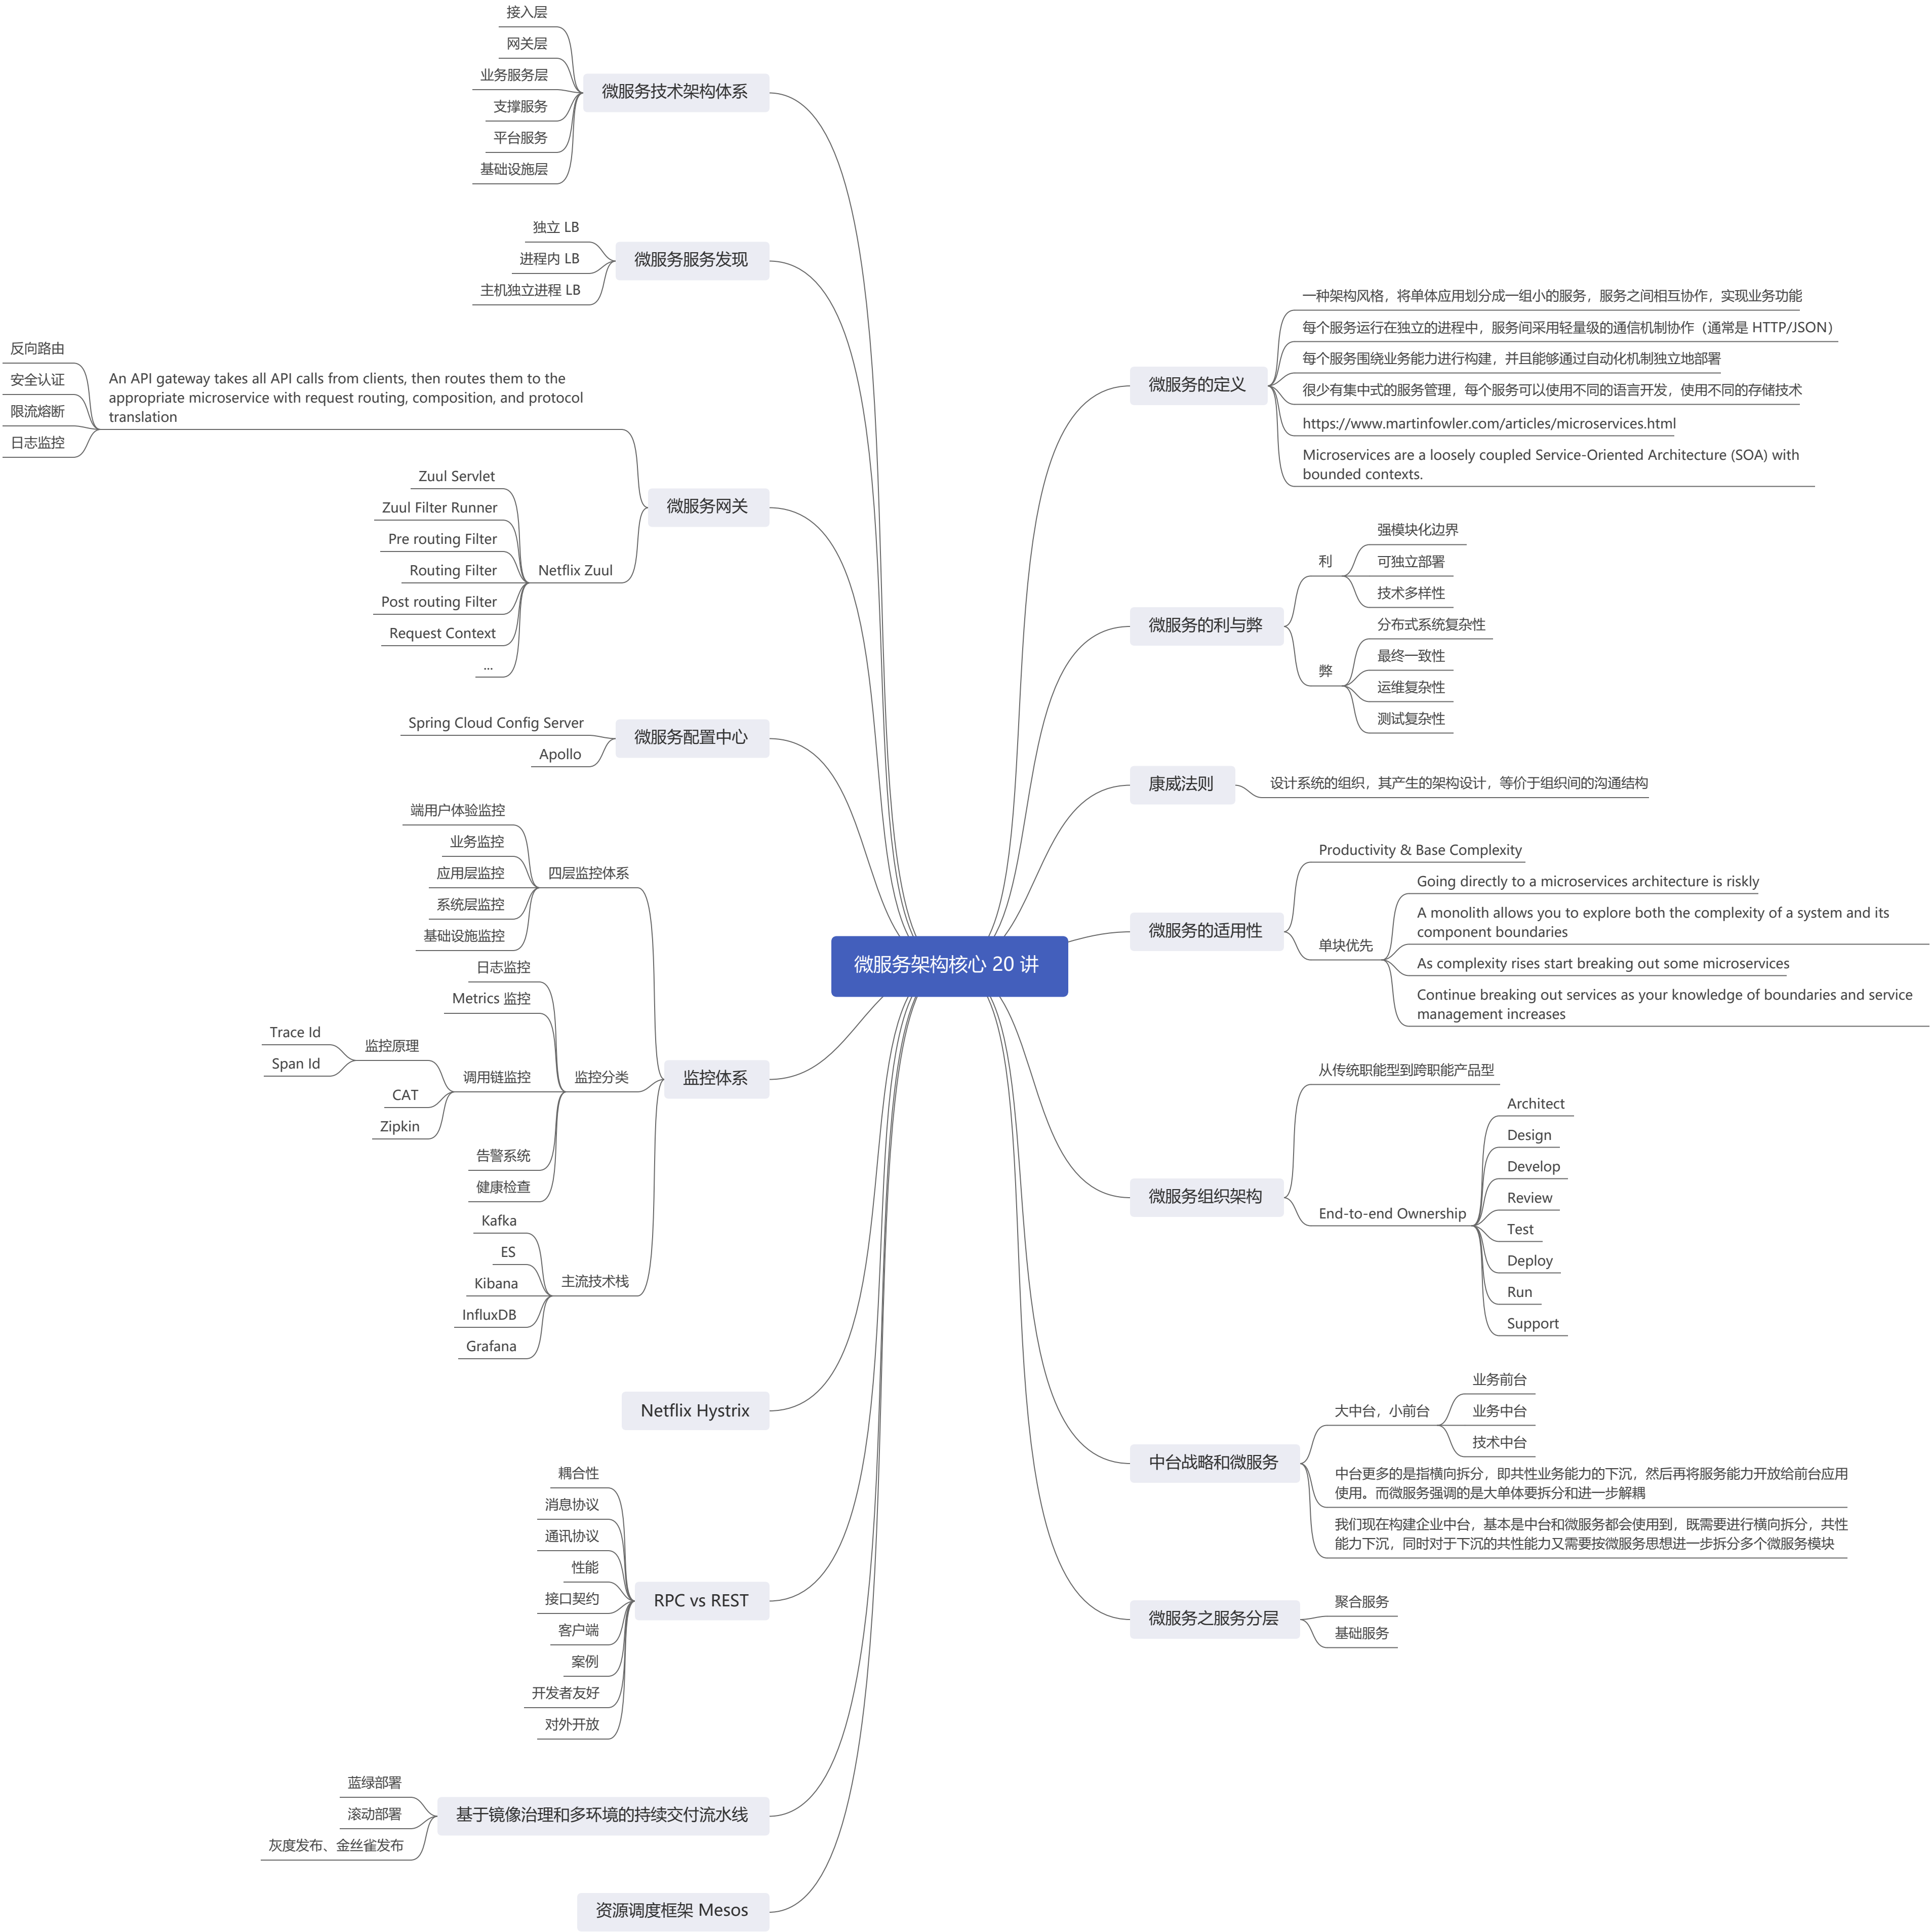 微服务架构核心 20 讲
微服务的定义
一种架构风格，将单体应用划分成一组小的服务，服务之间相互协作，实现业务功能
每个服务运行在独立的进程中，服务间采用轻量级的通信机制协作（通常是 HTTP/JSON）
每个服务围绕业务能力进行构建，并且能够通过自动化机制独立地部署
很少有集中式的服务管理，每个服务可以使用不同的语言开发，使用不同的存储技术
https://www.martinfowler.com/articles/microservices.html
Microservices are a loosely coupled Service-Oriented Architecture (SOA) with
bounded contexts.
微服务的利与弊
利
强模块化边界
可独立部署
技术多样性
弊
分布式系统复杂性
最终一致性
运维复杂性
测试复杂性
康威法则
设计系统的组织，其产生的架构设计，等价于组织间的沟通结构
微服务的适用性
Productivity & Base Complexity
单块优先
Going directly to a microservices architecture is riskly
A monolith allows you to explore both the complexity of a system and its
component boundaries
As complexity rises start breaking out some microservices
Continue breaking out services as your knowledge of boundaries and service
management increases
微服务组织架构
从传统职能型到跨职能产品型
End-to-end Ownership
Architect
Design
Develop
Review
Test
Deploy
Run
Support
中台战略和微服务
大中台，小前台
业务前台
业务中台
技术中台
中台更多的是指横向拆分，即共性业务能力的下沉，然后再将服务能力开放给前台应用
使用。而微服务强调的是大单体要拆分和进一步解耦
我们现在构建企业中台，基本是中台和微服务都会使用到，既需要进行横向拆分，共性
能力下沉，同时对于下沉的共性能力又需要按微服务思想进一步拆分多个微服务模块
微服务之服务分层
聚合服务
基础服务
微服务技术架构体系
接入层
网关层
业务服务层
支撑服务
平台服务
基础设施层
微服务服务发现
独立 LB
进程内 LB
主机独立进程 LB
微服务网关
An API gateway takes all API calls from clients, then routes them to the
appropriate microservice with request routing, composition, and protocol
translation
反向路由
安全认证
限流熔断
日志监控
Netflix Zuul
Zuul Servlet
Zuul Filter Runner
Pre routing Filter
Routing Filter
Post routing Filter
Request Context
...
微服务配置中心
Spring Cloud Config Server
Apollo
监控体系
四层监控体系
端用户体验监控
业务监控
应用层监控
系统层监控
基础设施监控
监控分类
日志监控
Metrics 监控
调用链监控
监控原理
Trace Id
Span Id
CAT
Zipkin
告警系统
健康检查
主流技术栈
Kafka
ES
Kibana
InfluxDB
Grafana
Netflix Hystrix
RPC vs REST
耦合性
消息协议
通讯协议
性能
接口契约
客户端
案例
开发者友好
对外开放
基于镜像治理和多环境的持续交付流水线
蓝绿部署
滚动部署
灰度发布、金丝雀发布
资源调度框架 Mesos